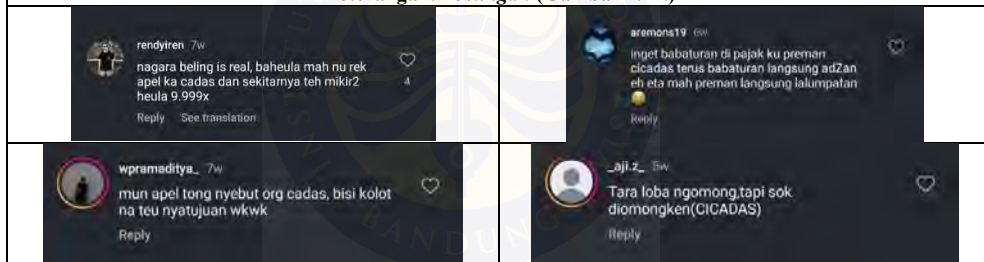 rendyiren 7w
nagara beling is real, baheula mah nu rek
apel ka cadas dan sekitarnya teh mikir2
heula 9.999x
4
Reply See translation
aremons19 6w
inget babaturan di pajak ku preman
cicadas terus babaturan langsung adZan
eh eta mah preman langsung lalumpatan
Reply
wpramaditya_ 7w
mun apel tong nyebut org cadas, bisi kolot
na teu nyatujuan wkwk
Reply
_aji.z_ 5w
Tara loba ngomong,tapi sok
diomongken(CICADAS)
Reply
BANDUNG